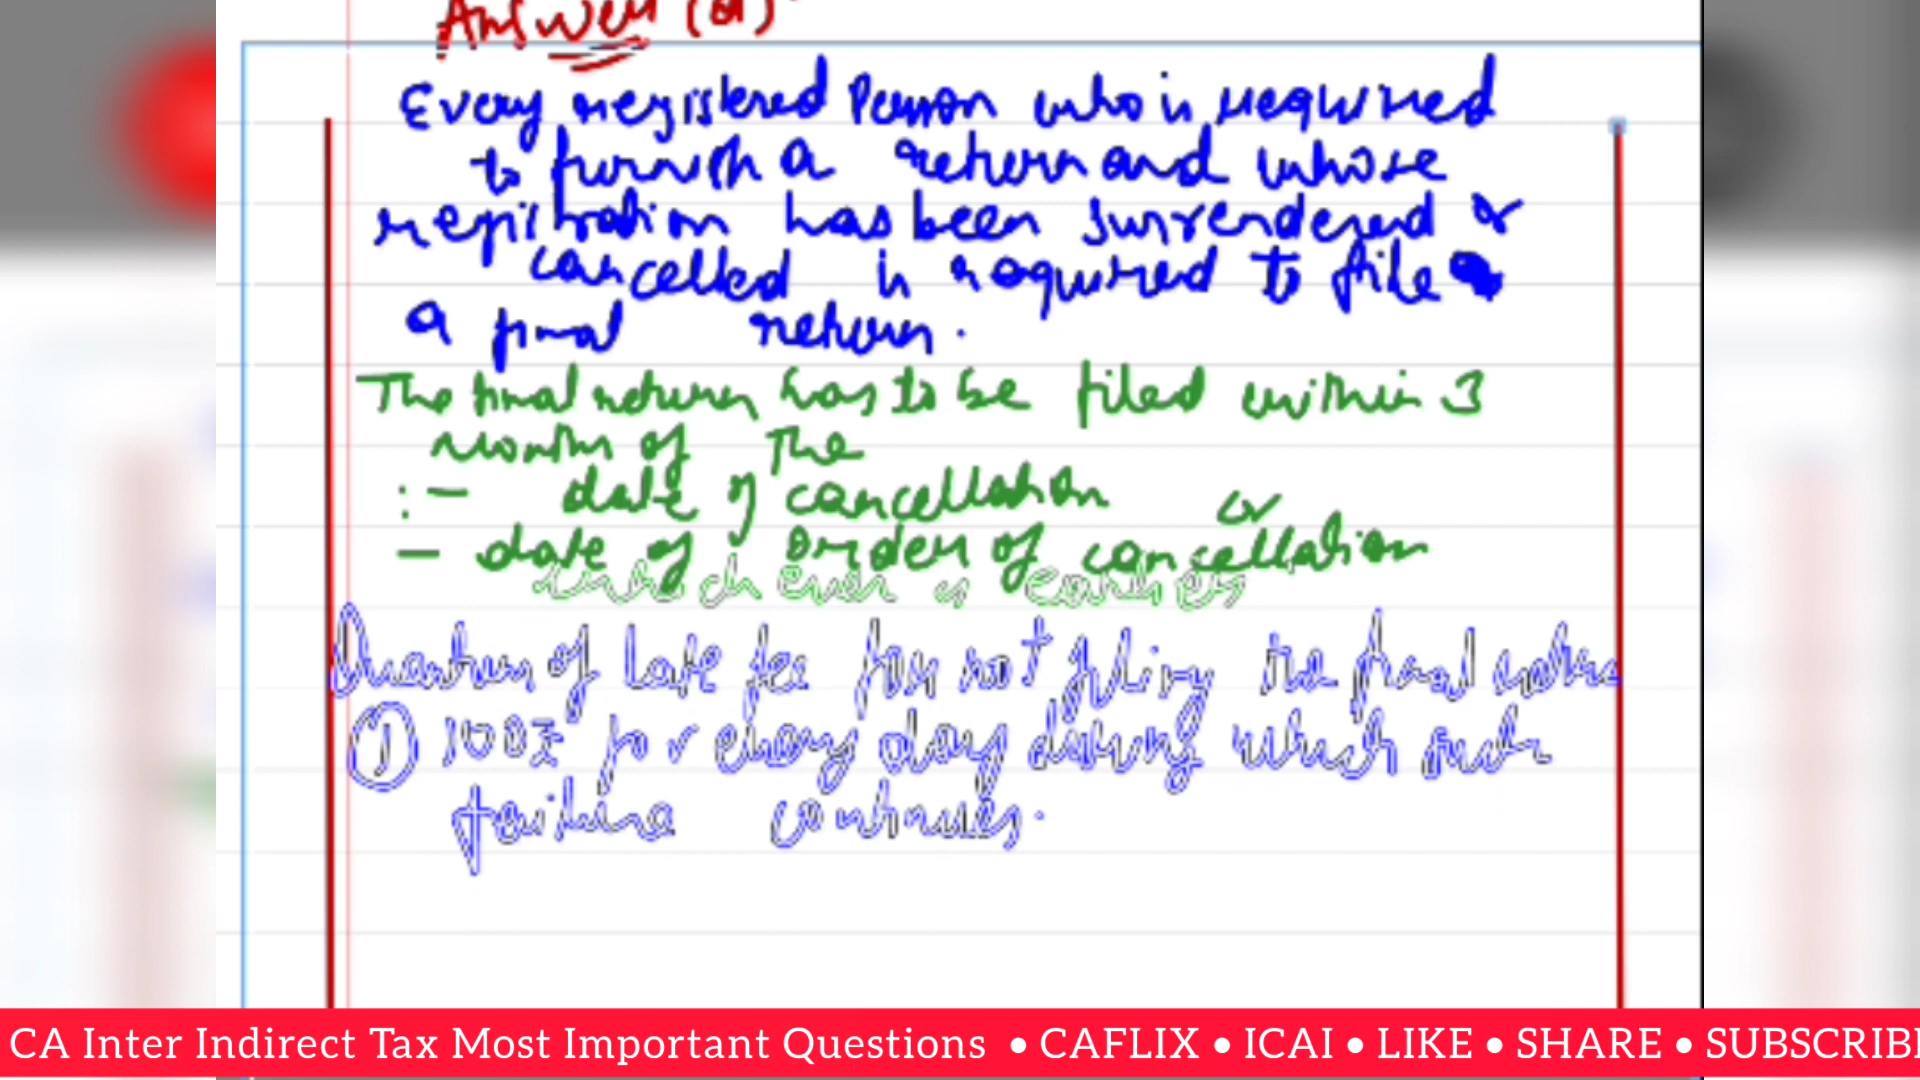 Answer (a)
Every registered Person who is required
to furnish a return and whose
registration has been surrendered or
cancelled is required to file
a final return.
The final return has to be filed within 3
months of the
:- date of cancellation or
- date of order of cancellation
which ever is earlier
Quantum of late fee for not filing the final return
① 100₹ for every day during which such
failure continues.
CA Inter Indirect Tax Most Important Questions • CAFLIX • ICAI • LIKE • SHARE • SUBSCRIB